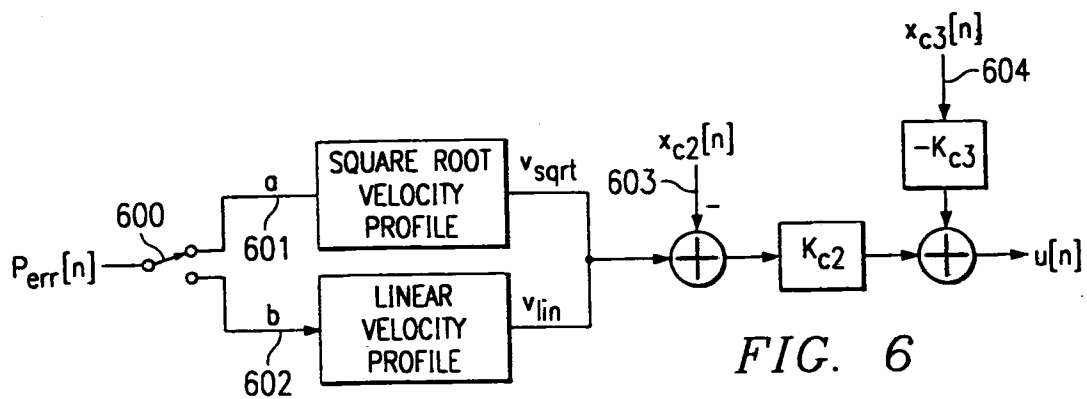 x_c3[n]
604
-K_c3
x_c2[n]
603
-
SQUARE ROOT
VELOCITY
PROFILE
v_sqrt
a
601
600
P_err[n]
K_c2
u[n]
b
602
LINEAR
VELOCITY
PROFILE
v_lin
FIG. 6